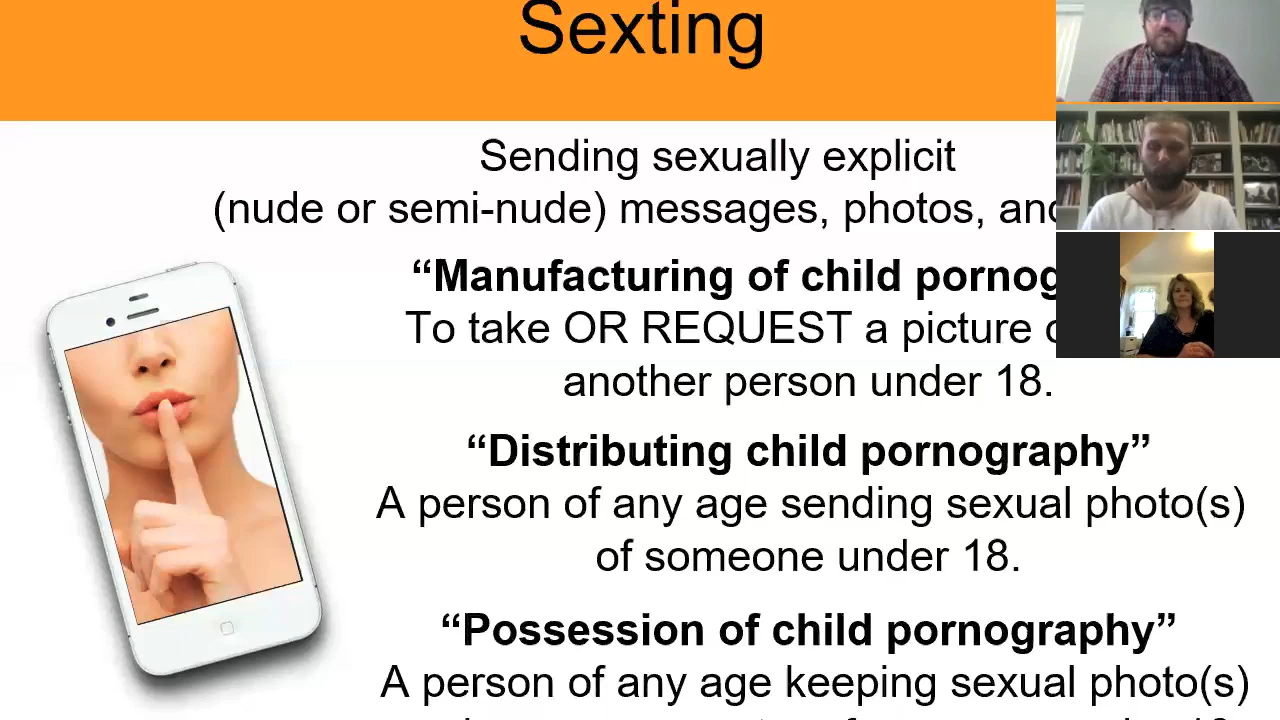 Sexting
Sending sexually explicit
(nude or semi-nude) messages, photos, and
“Manufacturing of child
To take OR REQUEST a picture
another person under 18.
“Distributing child pornography”
A person of any age sending sexual photo(s)
of someone under 18.
“Possession of child pornography”
A person of any age keeping sexual photo(s)